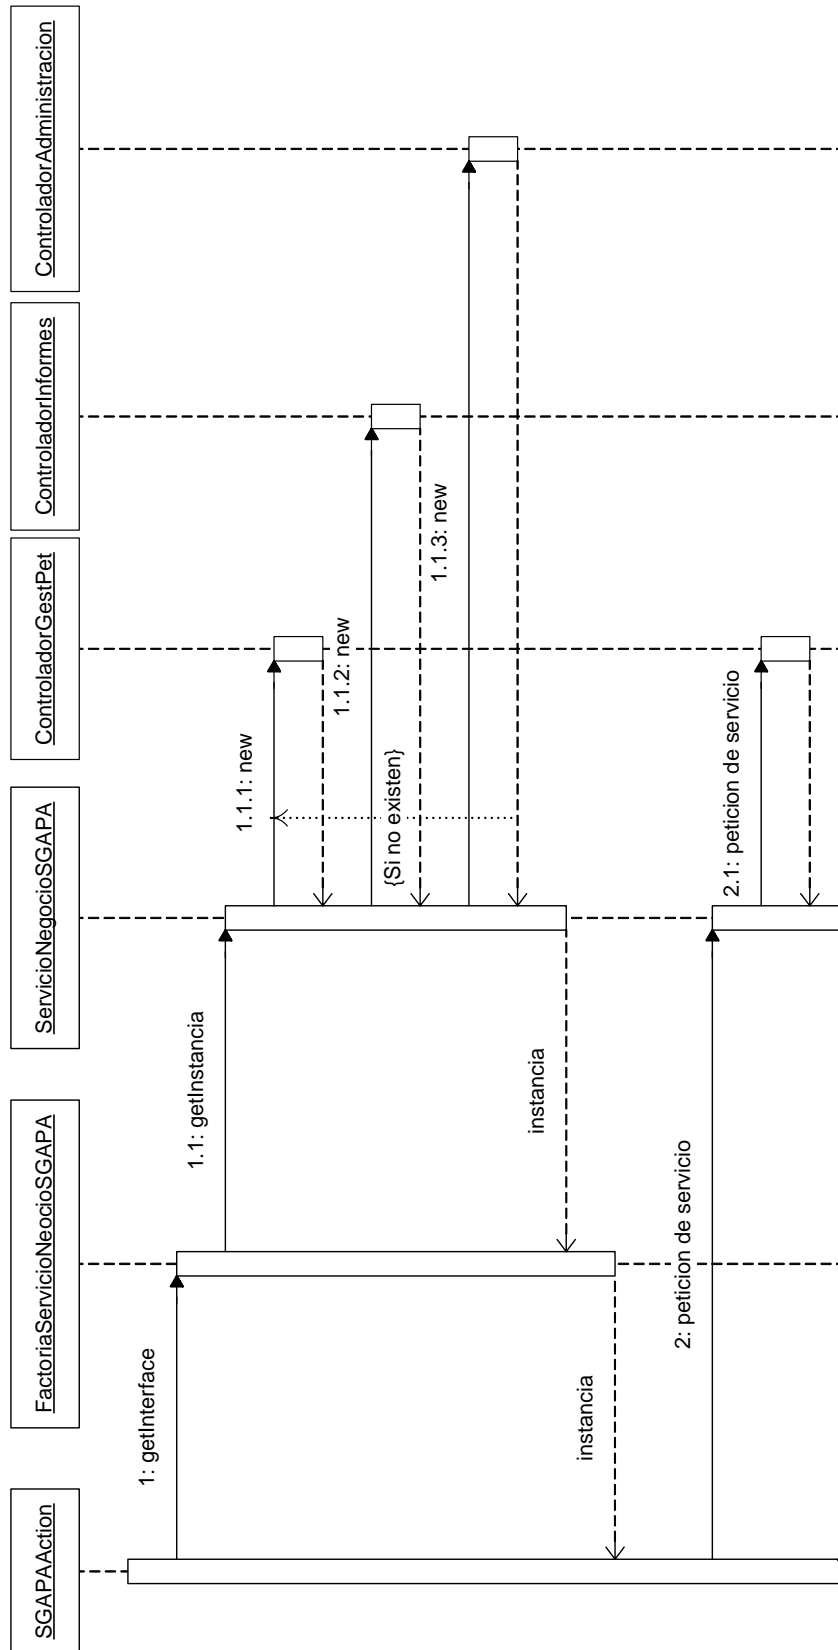 SGAPAAction
FactoriaServicioNeocioSGAPA
ServicioNegocioSGAPA
ControladorGestPet
ControladorInformes
ControladorAdministracion
1: getInterface
1.1: getInstancia
1.1.1: new
1.1.2: new
{Si no existen}
1.1.3: new
instancia
instancia
2: peticion de servicio
2.1: peticion de servicio